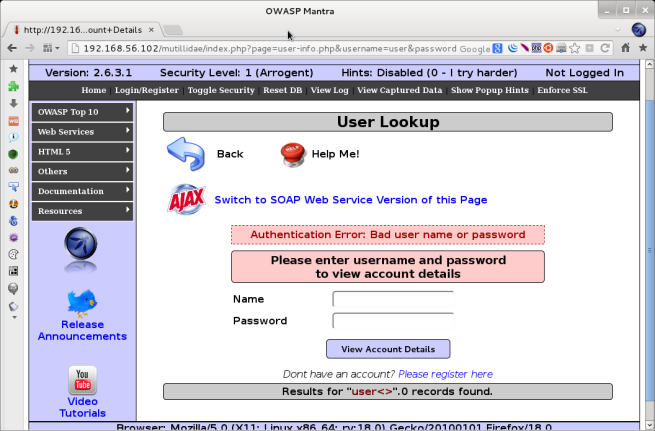 OWASP Mantra
http://192.16...ount+Details
192.168.56.102/mutillidae/index.php?page=user-info.php&username=user&password
Google
Version: 2.6.3.1 Security Level: 1 (Arrogent) Hints: Disabled (0 - I try harder) Not Logged In
Home | Login/Register | Toggle Security | Reset DB | View Log | View Captured Data | Show Popup Hints | Enforce SSL
OWASP Top 10
Web Services
HTML 5
Others
Documentation
Resources
Release
Announcements
You
Tube
Video
Tutorials
User Lookup
Back
HELP
Help Me!
AJAX
Switch to SOAP Web Service Version of this Page
Authentication Error: Bad user name or password
Please enter username and password
to view account details
Name
Password
View Account Details
Dont have an account? Please register here
Results for "user<>".0 records found.
Browser: Mozilla/5.0 (X11; Linux x86_64; rv:18.0) Gecko/20100101 Firefox/18.0